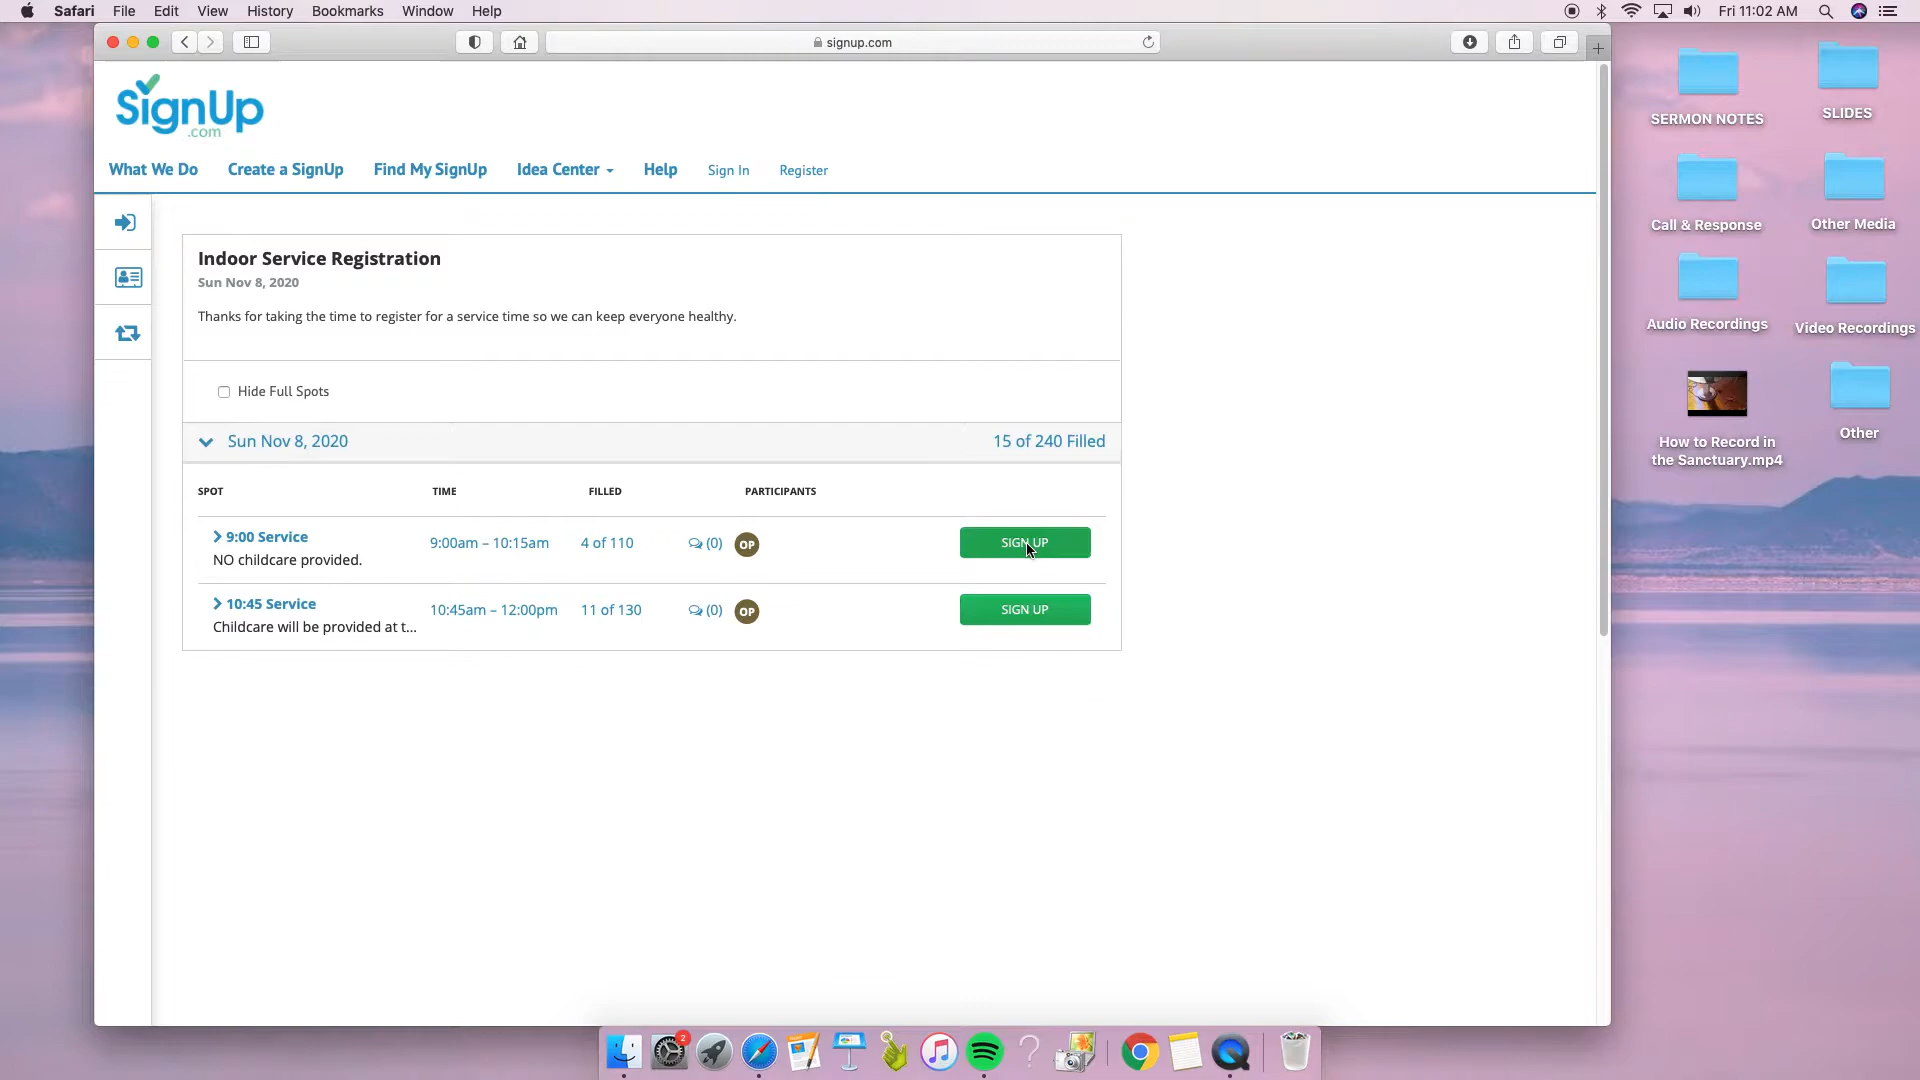 Safari File Edit View History Bookmarks Window Help Fri 11:02 AM
signup.com
SignUp
.com
What We Do Create a SignUp Find My SignUp Idea Center Help Sign In Register
Indoor Service Registration
Sun Nov 8, 2020
Thanks for taking the time to register for a service time so we can keep everyone healthy.
Hide Full Spots
Sun Nov 8, 2020 15 of 240 Filled
SPOT TIME FILLED PARTICIPANTS
9:00 Service 9:00am – 10:15am 4 of 110 (0) OP SIGN UP
NO childcare provided.
10:45 Service 10:45am – 12:00pm 11 of 130 (0) OP SIGN UP
Childcare will be provided at t...
SERMON NOTES
SLIDES
Call & Response
Other Media
Audio Recordings
Video Recordings
How to Record in
the Sanctuary.mp4
Other
2